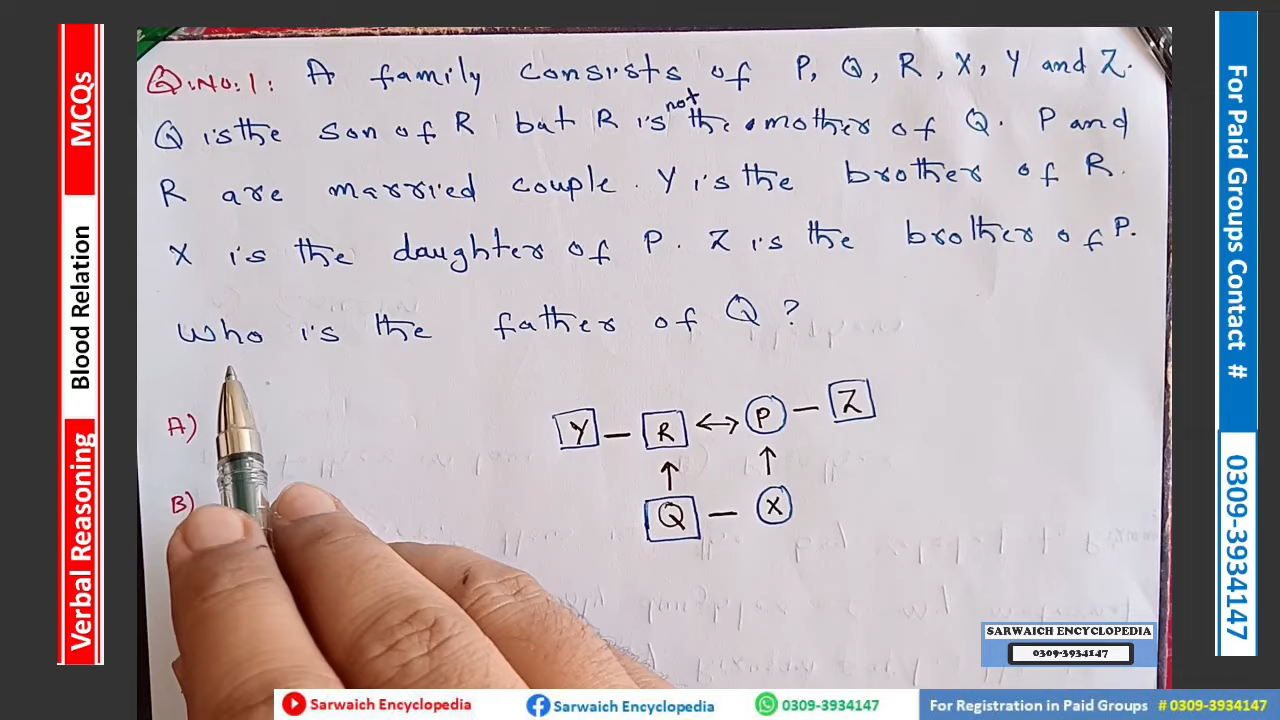 Q.No.1: A family consists of P, Q, R, X, Y and Z.
not
Q is the son of R but R is the mother of Q. P and
R are married couple. Y is the brother of R.
X is the daughter of P. Z is the brother of P.
Who is the father of Q?
A)
Y – R ↔ P – Z
↑ ↑
B)
Q – X
MCQs
Blood Relation
Verbal Reasoning
For Paid Groups Contact #
0309-3934147
SARWAICH ENCYCLOPEDIA
0309-3934147
Sarwaich Encyclopedia
Sarwaich Encyclopedia
0309-3934147
For Registration in Paid Groups # 0309-3934147